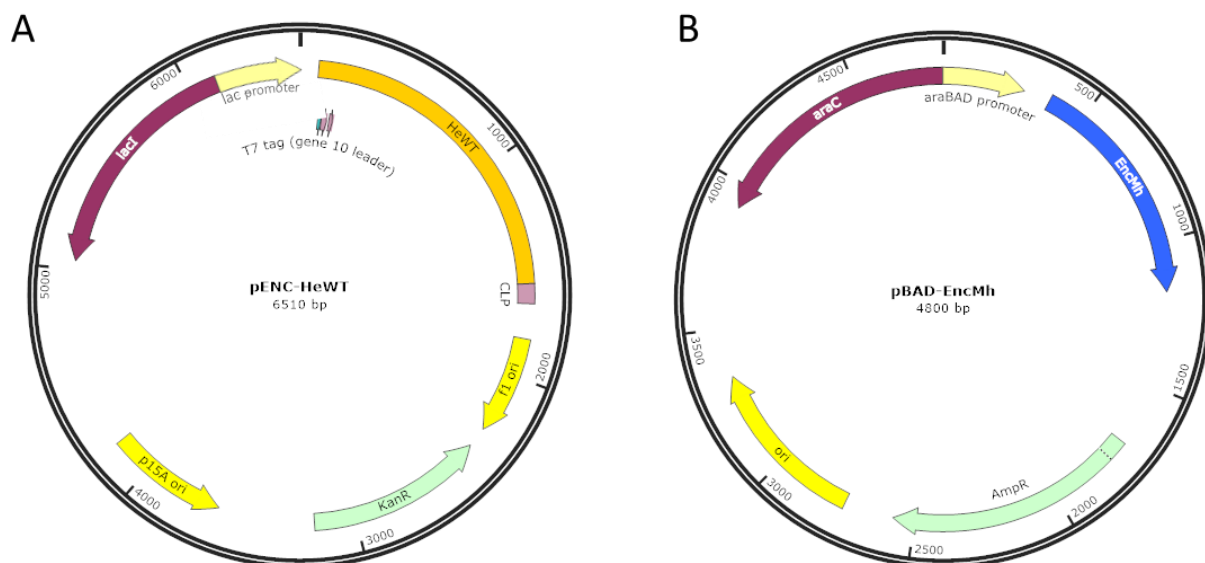 A
6000
lac promoter
lacI
T7 tag (gene 10 leader)
HeWT
1000
5000
pENC-HeWT
6510 bp
CLP
f1 ori
2000
p15A ori
4000
KanR
3000
B
4500
araC
araBAD promoter
500
EncMh
4000
1000
pBAD-EncMh
4800 bp
3500
1500
ori
3000
AmpR
2000
2500